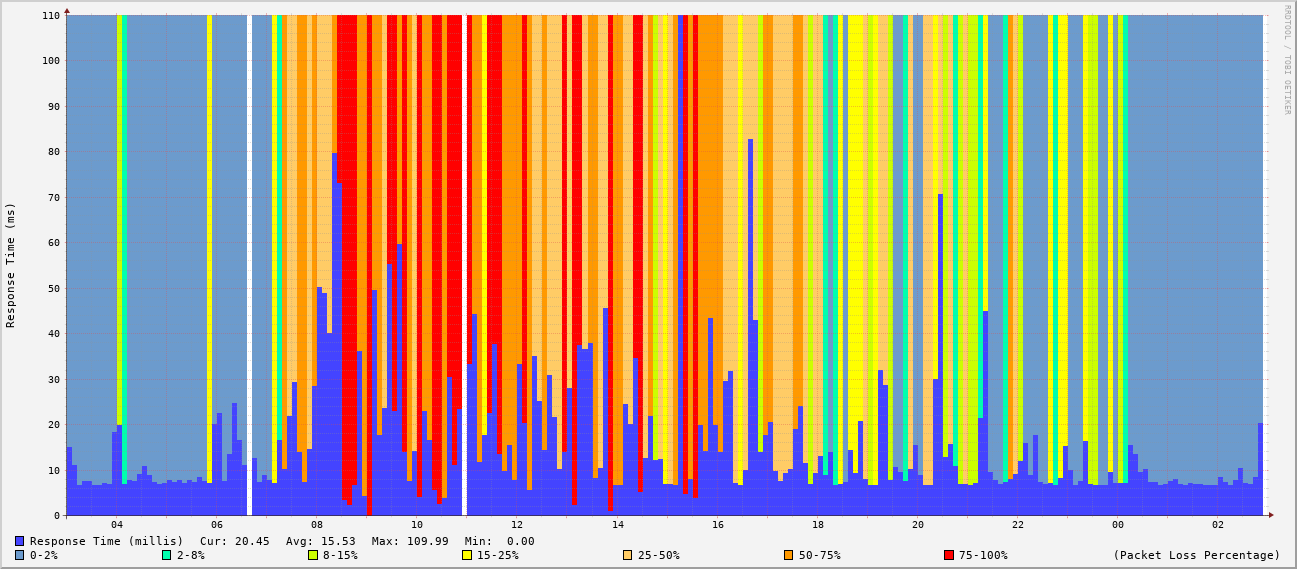 RRDTOOL / TOBI OETIKER
Response Time (ms)
110
100
90
80
70
60
50
40
30
20
10
0
04 06 08 10 12 14 16 18 20 22 00 02
Response Time (millis) Cur: 20.45 Avg: 15.53 Max: 109.99 Min: 0.00
0-2% 2-8% 8-15% 15-25% 25-50% 50-75% 75-100% (Packet Loss Percentage)